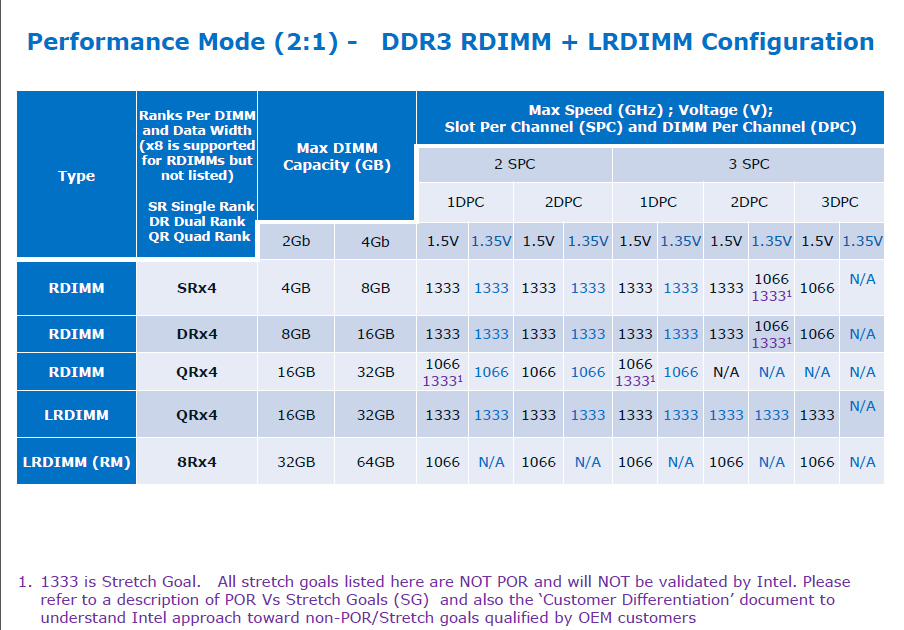 Performance Mode (2:1) - DDR3 RDIMM + LRDIMM Configuration
Type
Ranks Per DIMM
and Data Width
(x8 is supported
for RDIMMs but
not listed)
SR Single Rank
DR Dual Rank
QR Quad Rank
Max DIMM
Capacity (GB)
Max Speed (GHz) ; Voltage (V);
Slot Per Channel (SPC) and DIMM Per Channel (DPC)
2 SPC 3 SPC
1DPC 2DPC 1DPC 2DPC 3DPC
2Gb 4Gb 1.5V 1.35V 1.5V 1.35V 1.5V 1.35V 1.5V 1.35V 1.5V 1.35V
RDIMM SRx4 4GB 8GB 1333 1333 1333 1333 1333 1333 1333 1066 1333¹ 1066 N/A
RDIMM DRx4 8GB 16GB 1333 1333 1333 1333 1333 1333 1333 1066 1333¹ 1066 N/A
RDIMM QRx4 16GB 32GB 1066 1333¹ 1066 1066 1066 1066 1333¹ 1066 N/A N/A N/A N/A
LRDIMM QRx4 16GB 32GB 1333 1333 1333 1333 1333 1333 1333 1333 1333 N/A
LRDIMM (RM) 8Rx4 32GB 64GB 1066 N/A 1066 N/A 1066 N/A 1066 N/A 1066 N/A
1. 1333 is Stretch Goal. All stretch goals listed here are NOT POR and will NOT be validated by Intel. Please
refer to a description of POR Vs Stretch Goals (SG) and also the ‘Customer Differentiation’ document to
understand Intel approach toward non-POR/Stretch goals qualified by OEM customers